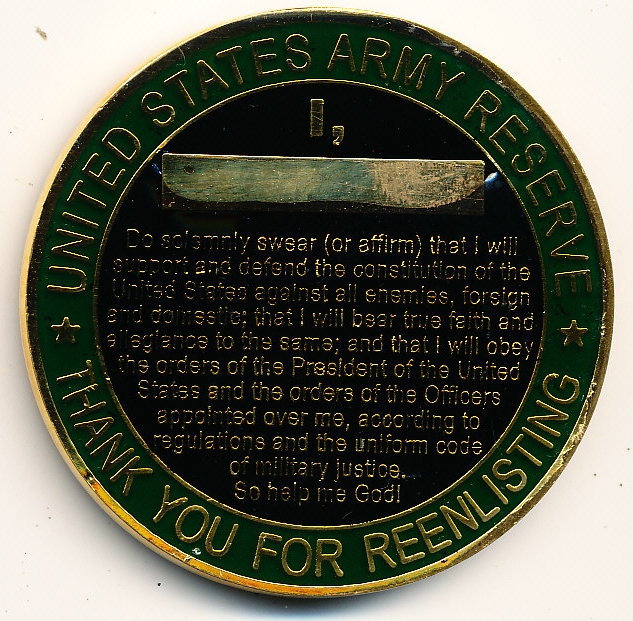 UNITED STATES ARMY RESERVE
I,
Do solemnly swear (or affirm) that I will
support and defend the constitution of the
United States against all enemies, foreign
and domestic; that I will bear true faith and
allegiance to the same; and that I will obey
the orders of the President of the United
States and the orders of the Officers
appointed over me, according to
regulations and the uniform code
of military justice.
So help me God!
THANK YOU FOR REENLISTING